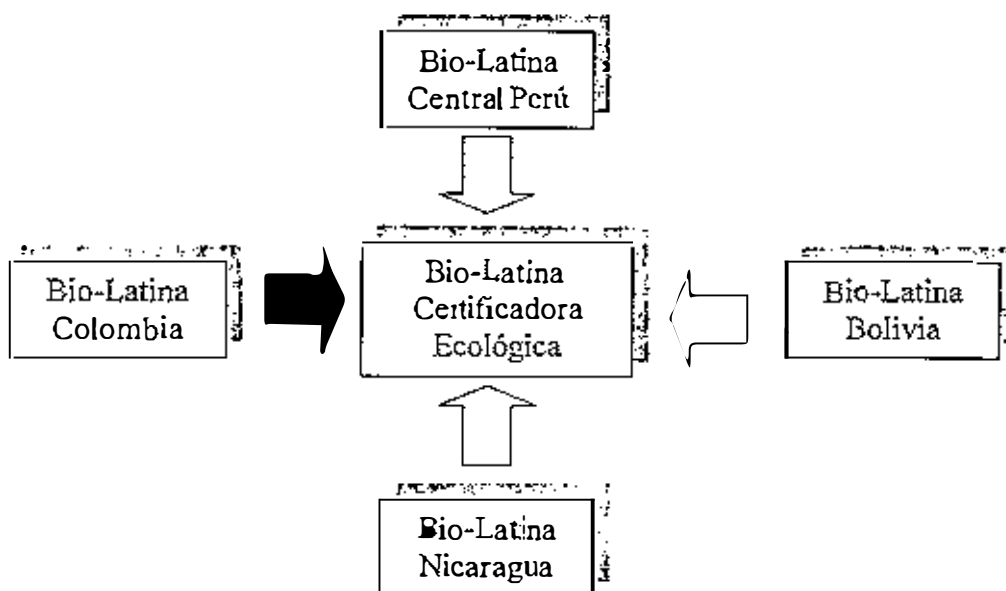 Bio-Latina
Central Perú
Bio-Latina
Colombia
Bio-Latina
Certificadora
Ecológica
Bio-Latina
Bolivia
Bio-Latina
Nicaragua